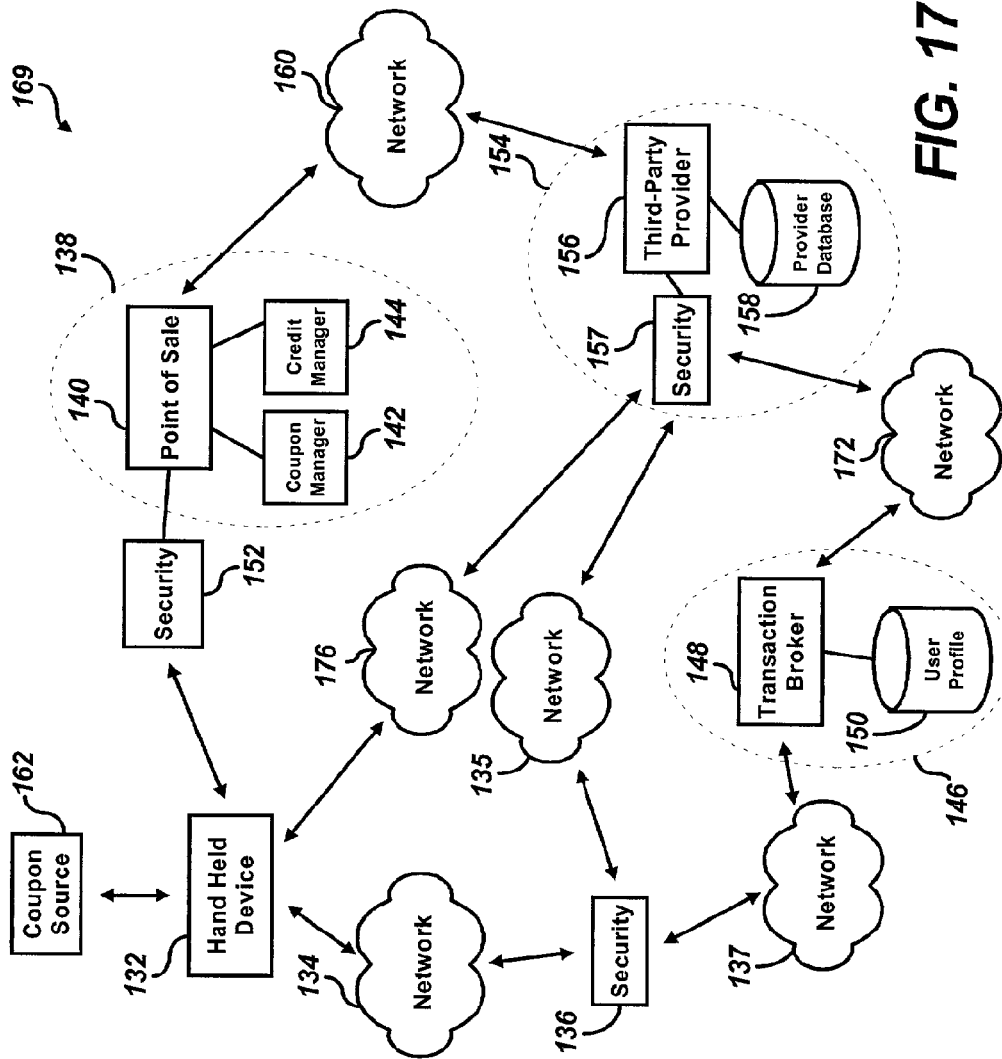 169
162
Coupon
Source
132
Hand Held
Device
152
Security
138
140
Point of Sale
142
Coupon
Manager
144
Credit
Manager
160
Network
134
Network
176
Network
135
Network
136
Security
154
156
Third-Party
Provider
157
Security
158
Provider
Database
137
Network
146
148
Transaction
Broker
150
User
Profile
172
Network
FIG. 17